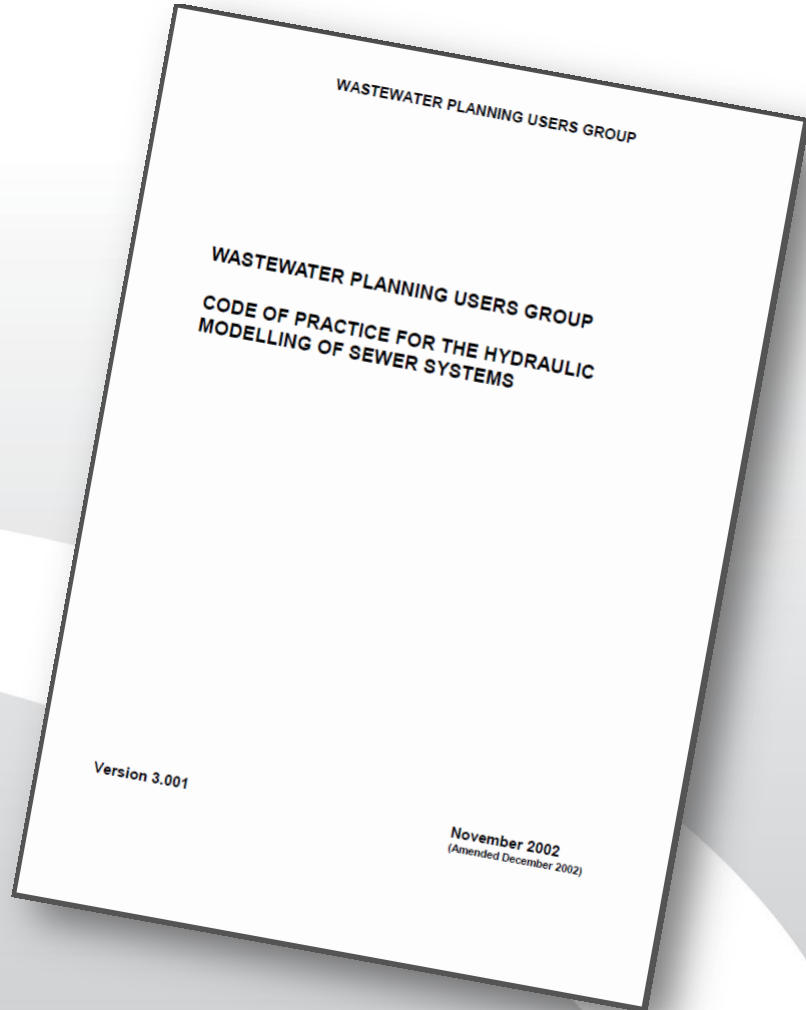 WASTEWATER PLANNING USERS GROUP
WASTEWATER PLANNING USERS GROUP
CODE OF PRACTICE FOR THE HYDRAULIC
MODELLING OF SEWER SYSTEMS
Version 3.001
November 2002
(Amended December 2002)